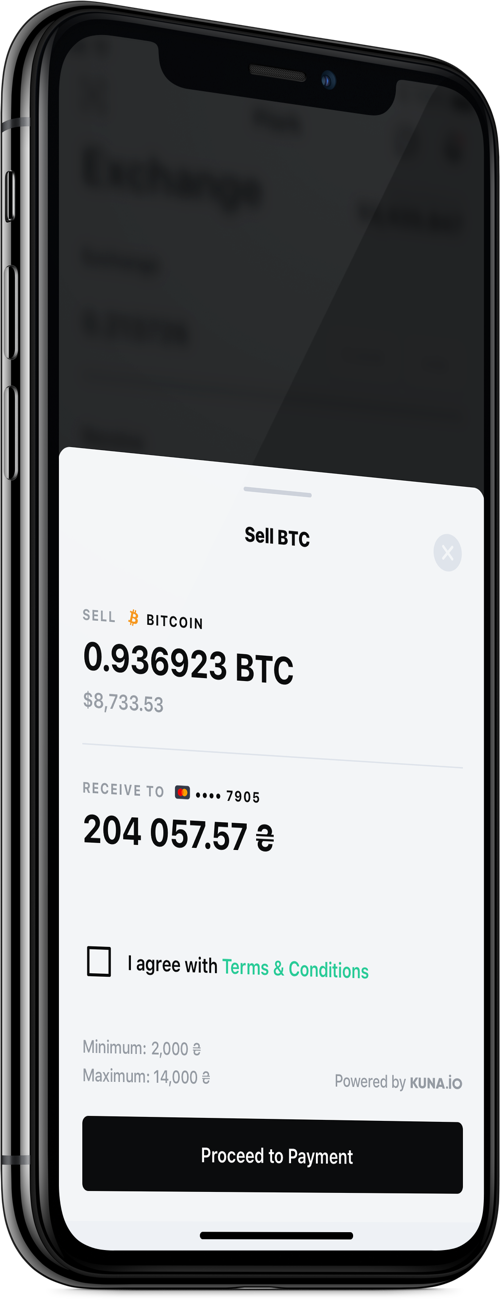 Exchange
Sell BTC
SELL BITCOIN
0.936923 BTC
$8,733.53
RECEIVE TO •••• 7905
204 057.57 ₴
I agree with Terms & Conditions
Minimum: 2,000 ₴
Maximum: 14,000 ₴
Powered by KUNA.iO
Proceed to Payment